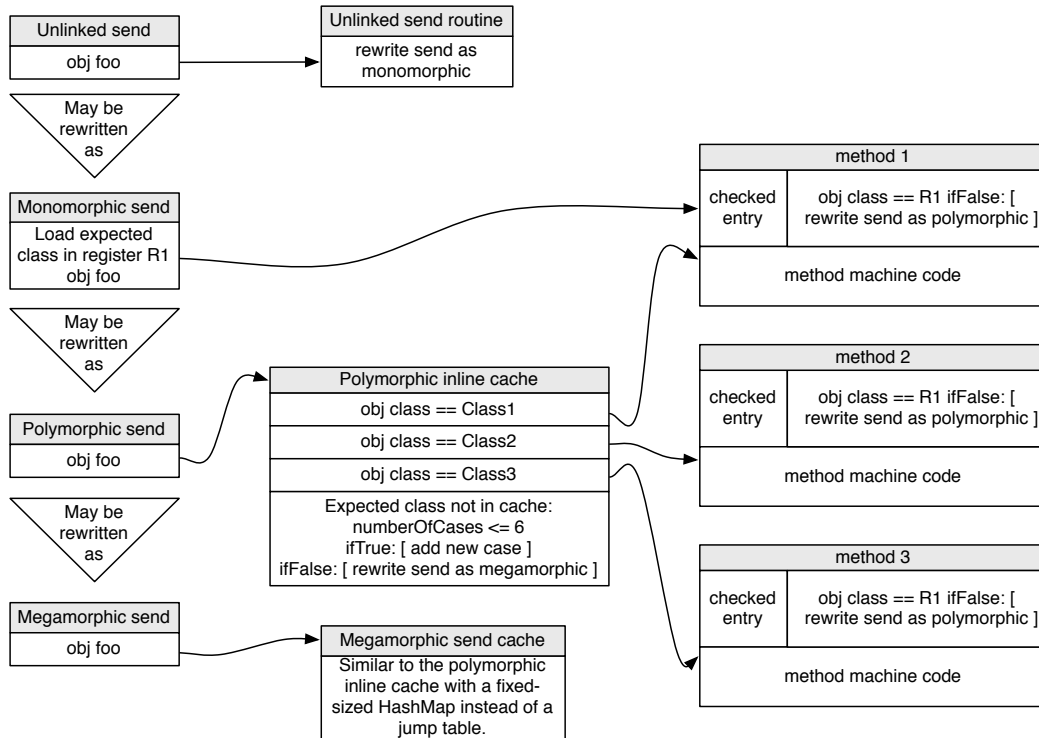 Unlinked send
obj foo
Unlinked send routine
rewrite send as
monomorphic
May be
rewritten
as
Monomorphic send
Load expected
class in register R1
obj foo
method 1
checked
entry
obj class == R1 ifFalse: [
rewrite send as polymorphic ]
method machine code
May be
rewritten
as
Polymorphic send
obj foo
Polymorphic inline cache
obj class == Class1
obj class == Class2
obj class == Class3
Expected class not in cache:
numberOfCases <= 6
ifTrue: [ add new case ]
ifFalse: [ rewrite send as megamorphic ]
method 2
checked
entry
obj class == R1 ifFalse: [
rewrite send as polymorphic ]
method machine code
May be
rewritten
as
Megamorphic send
obj foo
Megamorphic send cache
Similar to the polymorphic
inline cache with a fixed-
sized HashMap instead of a
jump table.
method 3
checked
entry
obj class == R1 ifFalse: [
rewrite send as polymorphic ]
method machine code